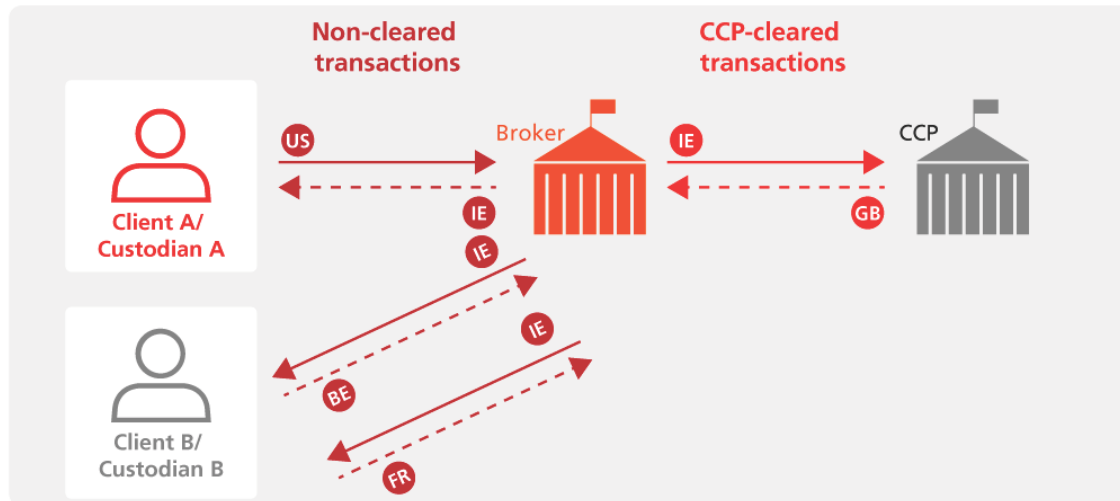 Non-cleared
transactions
CCP-cleared
transactions
US
Broker
IE
CCP
Client A/
Custodian A
IE
GB
IE
IE
BE
Client B/
Custodian B
FR